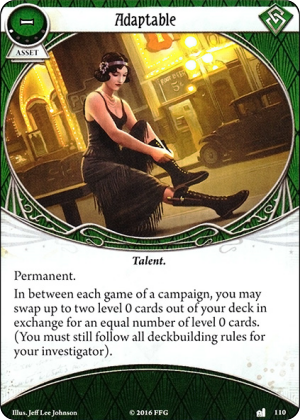 Adaptable
ASSET
Talent.
Permanent.
In between each game of a campaign, you may
swap up to two level 0 cards out of your deck in
exchange for an equal number of level 0 cards.
(You must still follow all deckbuilding rules for
your investigator).
Illus. Jeff Lee Johnson
© 2016 FFG
110